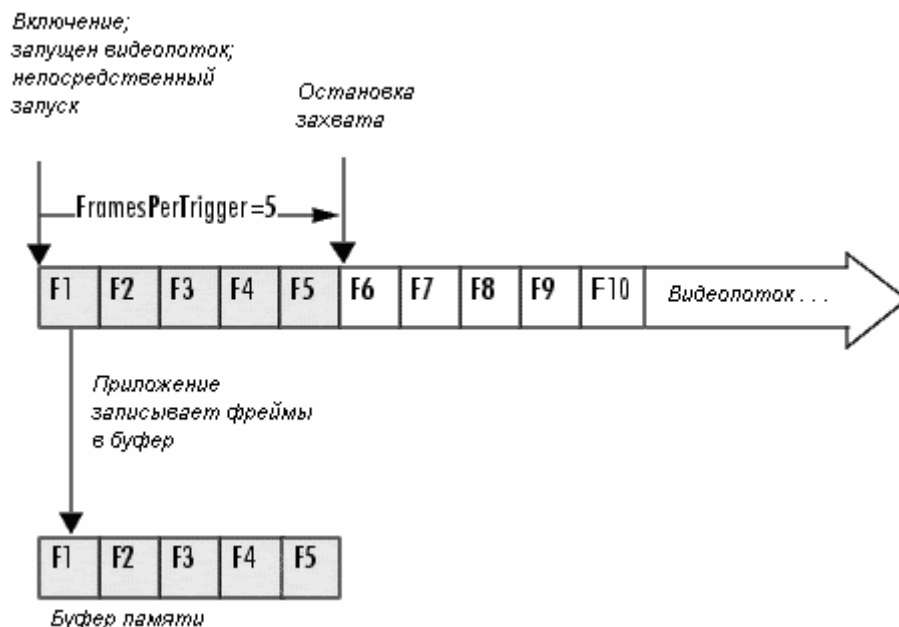 Включение;
запущен видеопоток;
непосредственный
запуск
Остановка
захвата
FramesPerTrigger=5
F1 F2 F3 F4 F5 F6 F7 F8 F9 F10 Видеопоток . . .
Приложение
записывает фреймы
в буфер
F1 F2 F3 F4 F5
Буфер памяти